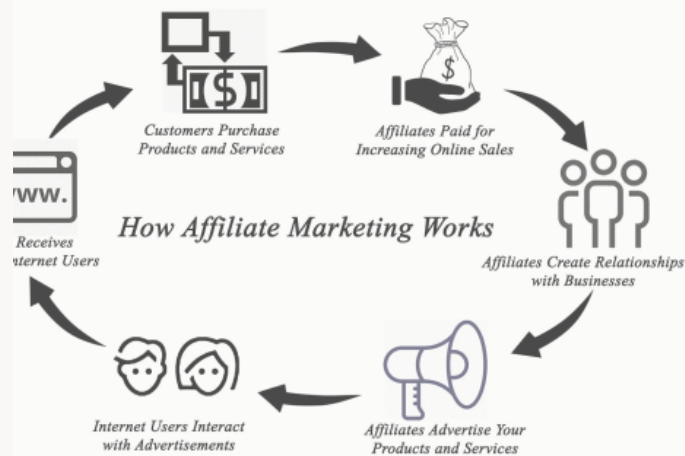 Customers Purchase
Products and Services
Affiliates Paid for
Increasing Online Sales
www.
Receives
Internet Users
How Affiliate Marketing Works
Affiliates Create Relationships
with Businesses
Internet Users Interact
with Advertisements
Affiliates Advertise Your
Products and Services